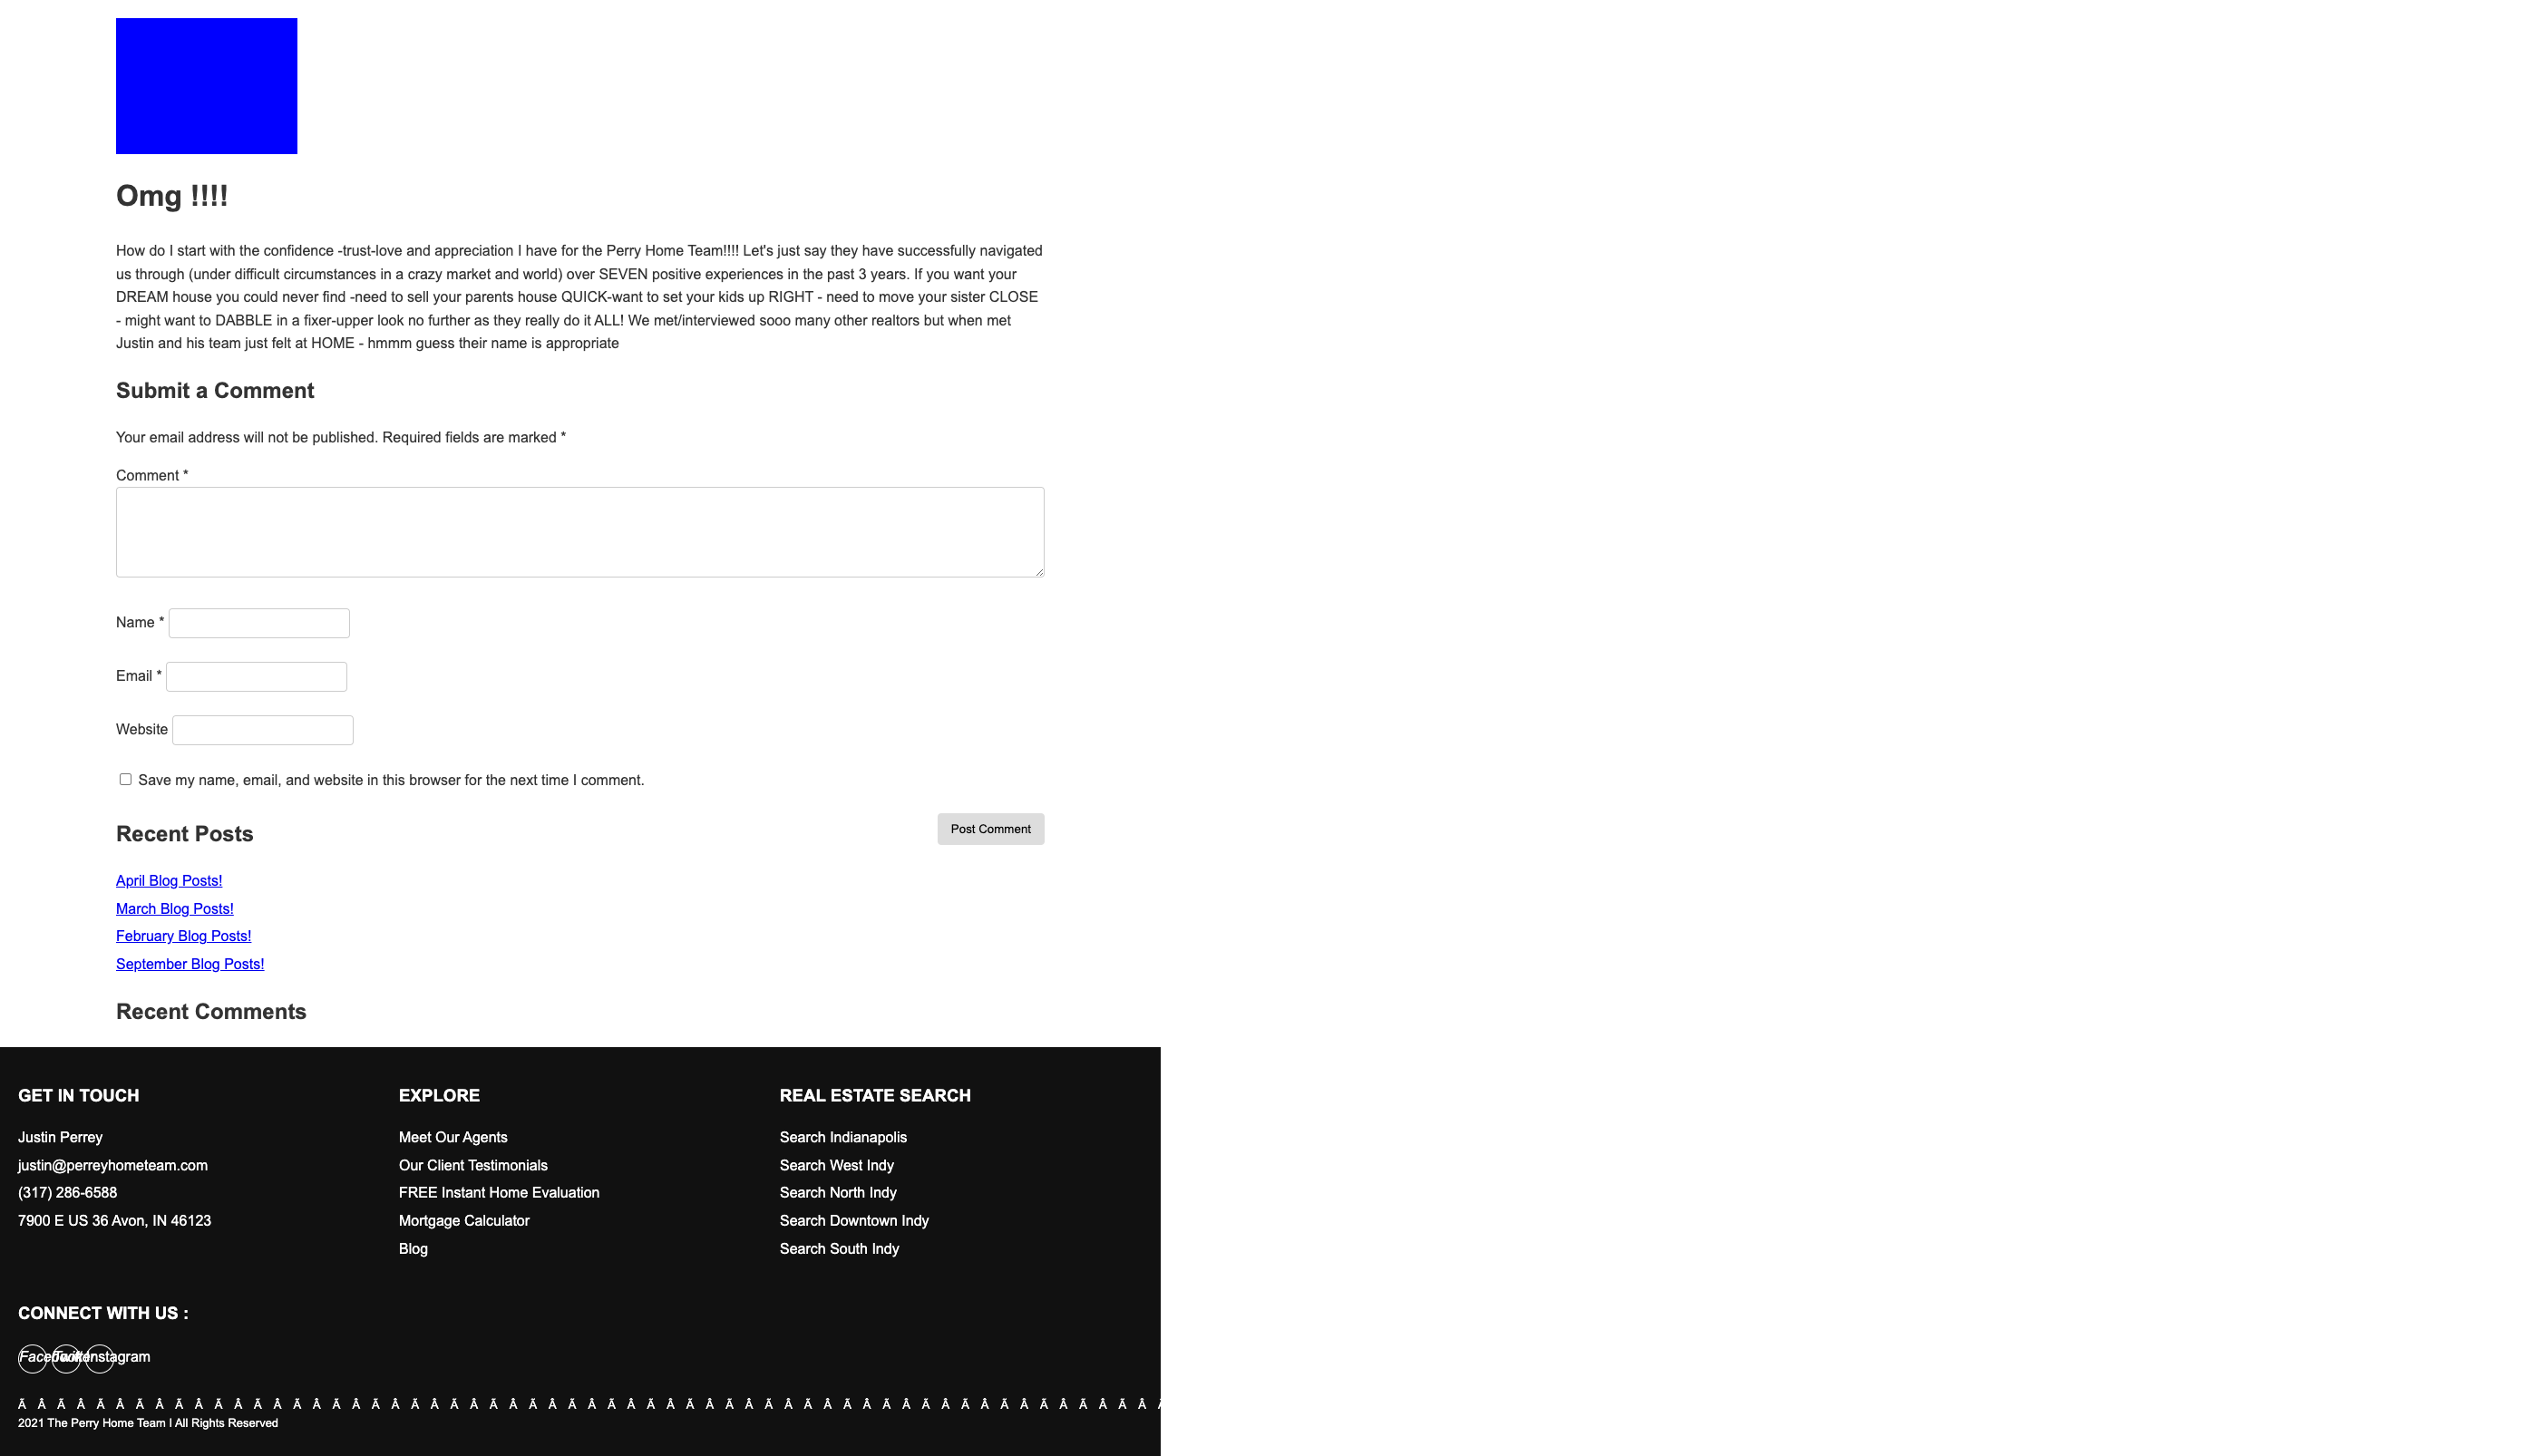 Omg !!!!
How do I start with the confidence -trust-love and appreciation I have for the Perry Home Team!!!! Let's just say they have successfully navigated
us through (under difficult circumstances in a crazy market and world) over SEVEN positive experiences in the past 3 years. If you want your
DREAM house you could never find -need to sell your parents house QUICK-want to set your kids up RIGHT - need to move your sister CLOSE
- might want to DABBLE in a fixer-upper look no further as they really do it ALL! We met/interviewed sooo many other realtors but when met
Justin and his team just felt at HOME - hmmm guess their name is appropriate
Submit a Comment
Your email address will not be published. Required fields are marked *
Comment *
Name *
Email *
Website
Save my name, email, and website in this browser for the next time I comment.
Post Comment
Recent Posts
April Blog Posts!
March Blog Posts!
February Blog Posts!
September Blog Posts!
Recent Comments
GET IN TOUCH
Justin Perrey
justin@perreyhometeam.com
(317) 286-6588
7900 E US 36 Avon, IN 46123
EXPLORE
Meet Our Agents
Our Client Testimonials
FREE Instant Home Evaluation
Mortgage Calculator
Blog
REAL ESTATE SEARCH
Search Indianapolis
Search West Indy
Search North Indy
Search Downtown Indy
Search South Indy
CONNECT WITH US :
Facebook Twitter Instagram
Ã Â Ã Â Ã Â Ã Â Ã Â Ã Â Ã Â Ã Â Ã Â Ã Â Ã Â Ã Â Ã Â Ã Â Ã Â Ã Â Ã Â Ã Â Ã Â Ã Â Ã Â Ã Â Ã Â Ã Â Ã Â Ã Â Ã Â Ã Â Ã Â
2021 The Perry Home Team I All Rights Reserved